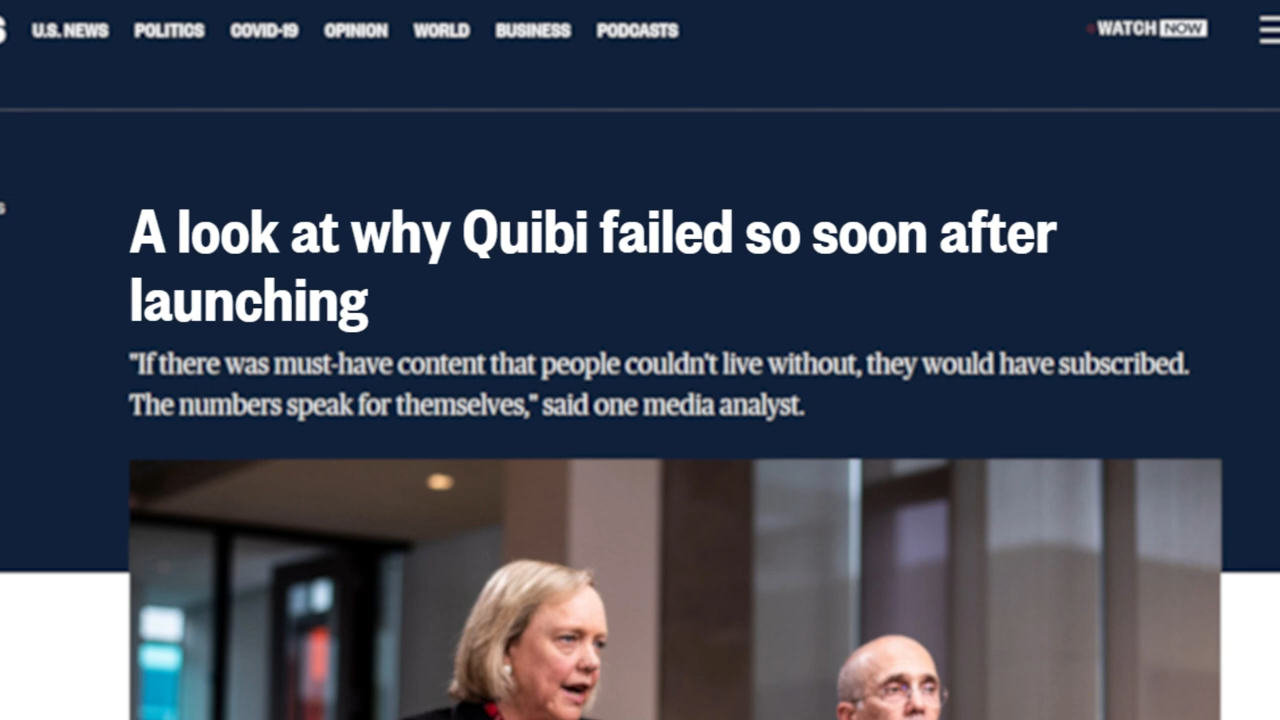 U.S. NEWS POLITICS COVID-19 OPINION WORLD BUSINESS PODCASTS WATCH NOW
A look at why Quibi failed so soon after
launching
"If there was must-have content that people couldn't live without, they would have subscribed.
The numbers speak for themselves," said one media analyst.